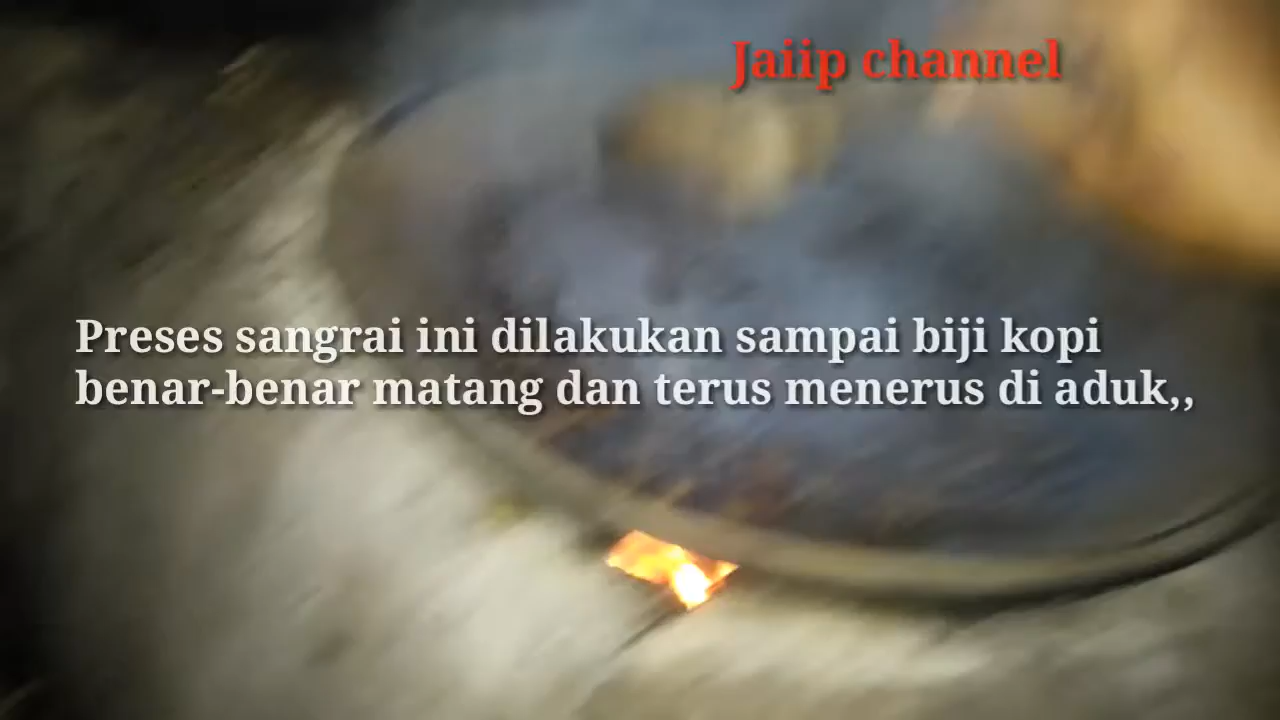 Jaiip channel
Preses sangrai ini dilakukan sampai biji kopi
benar-benar matang dan terus menerus di aduk,,